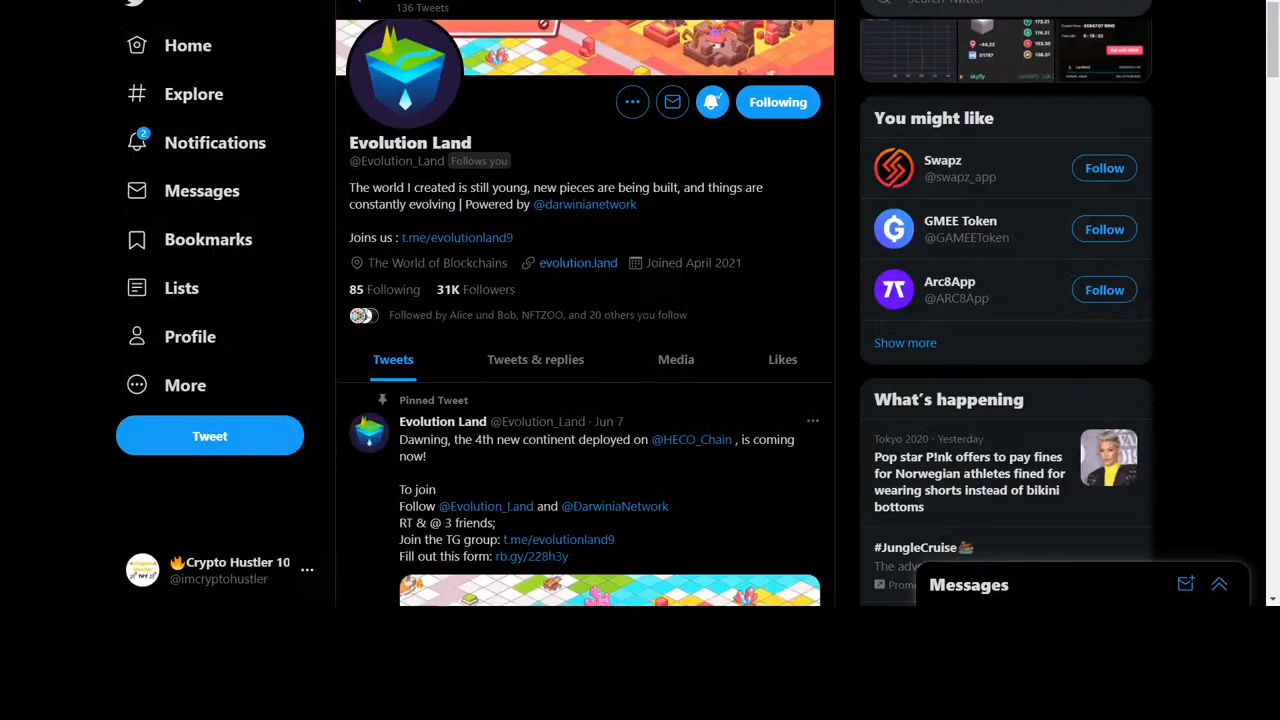 136 Tweets
Home
Explore
2
Notifications
Messages
Bookmarks
Lists
Profile
More
Tweet
🔥Crypto Hustler 10
@imcryptohustler
Following
Evolution Land
@Evolution_Land Follows you
The world I created is still young, new pieces are being built, and things are
constantly evolving | Powered by @darwinianetwork
Joins us : t.me/evolutionland9
The World of Blockchains evolution.land Joined April 2021
85 Following 31K Followers
Followed by Alice und Bob, NFTZOO, and 20 others you follow
Tweets Tweets & replies Media Likes
Pinned Tweet
Evolution Land @Evolution_Land · Jun 7
Dawning, the 4th new continent deployed on @HECO_Chain , is coming
now!
To join
Follow @Evolution_Land and @DarwiniaNetwork
RT & @ 3 friends;
Join the TG group: t.me/evolutionland9
Fill out this form: rb.gy/228h3y
Search Twitter
You might like
Swapz
@swapz_app
Follow
GMEE Token
@GAMEEToken
Follow
Arc8App
@ARC8App
Follow
Show more
What's happening
Tokyo 2020 · Yesterday
Pop star P!nk offers to pay fines
for Norwegian athletes fined for
wearing shorts instead of bikini
bottoms
#JungleCruise
The adve
Promo
Messages